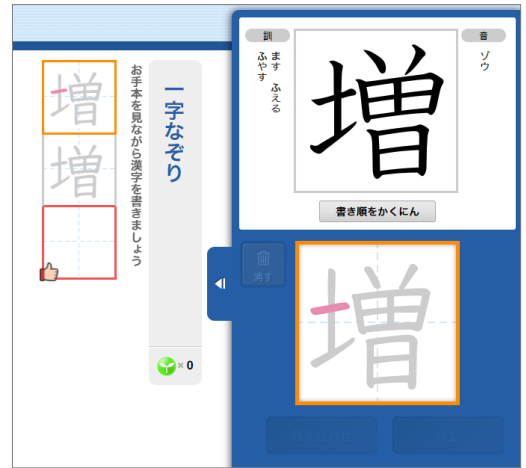 訓
ます ふえる
ふやす
増
音
ゾウ
書き順をかくにん
消す
増
一字なぞり
お手本を見ながら漢字を書きましょう
× 0
増
増